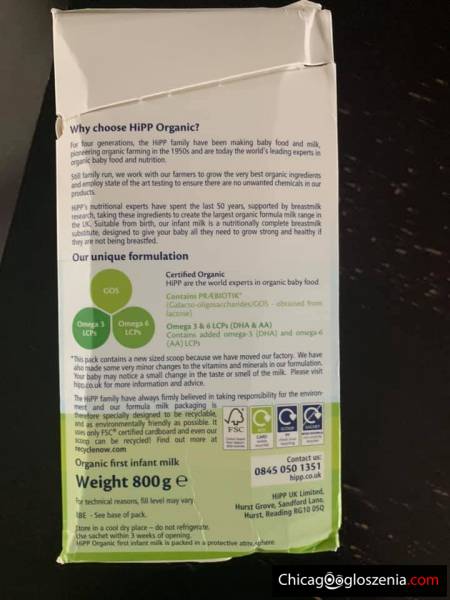 Why choose HiPP Organic?
For four generations, the HiPP family have been making baby food and milk,
pioneering organic farming in the 1950s and are today the world's leading experts in
organic baby food and nutrition.
Still family run, we work with our farmers to grow the very best organic ingredients
and employ state of the art testing to ensure there are no unwanted chemicals in our
products.
HiPP's nutritional experts have spent the last 50 years, supported by breastmilk
research, taking these ingredients to create the largest organic formula milk range in
the UK. Suitable from birth, our infant milk is a nutritionally complete breastmilk
substitute, designed to give your baby all they need to grow strong and healthy if
they are not being breastfed.
Our unique formulation
GOS
Omega 3
LCPs
Omega 6
LCPs
Certified Organic
HiPP are the world experts in organic baby food
Contains PRÆBIOTIK®
(Galacto-oligosaccharides/GOS - obtained from
lactose)
Omega 3 & 6 LCPs (DHA & AA)
Contains added omega-3 (DHA) and omega-6
(AA) LCPs
*This pack contains a new sized scoop because we have moved our factory. We have
also made some very minor changes to the vitamins and minerals in our formulation.
Your baby may notice a small change in the taste or smell of the milk. Please visit
hipp.co.uk for more information and advice.
The HiPP family have always firmly believed in taking responsibility for the environ-
ment and our formula milk packaging is
therefore specially designed to be recyclable,
and as environmentally friendly as possible. It
uses only FSC® certified cardboard and even our
scoop can be recycled! Find out more at
recyclenow.com
FSC
CARD
Organic first infant milk
Weight 800g e
For technical reasons, fill level may vary.
BBE - See base of pack.
Store in a cool dry place – do not refrigerate.
Use sachet within 3 weeks of opening.
HiPP Organic first infant milk is packed in a protective atmosphere.
Contact us:
0845 050 1351
hipp.co.uk
HiPP UK Limited,
Hurst Grove, Sandford Lane,
Hurst, Reading RG10 0SQ
Chicag@ogloszenia.com